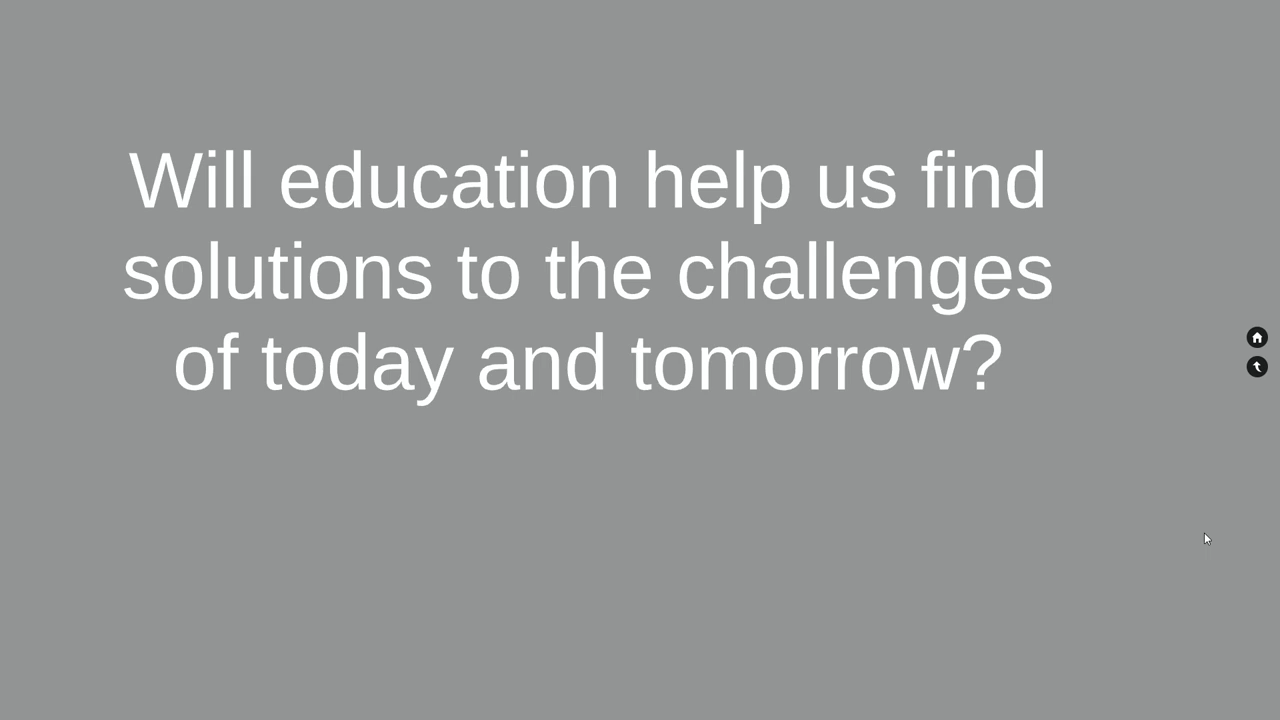 Will education help us find
solutions to the challenges
of today and tomorrow?